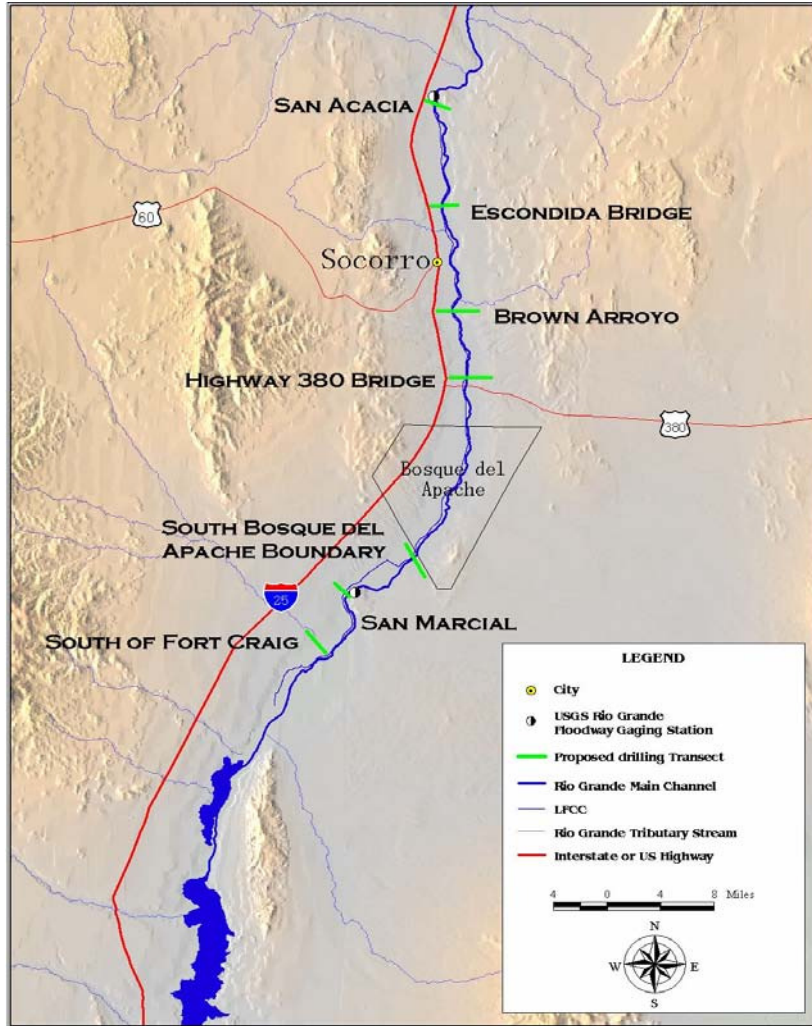 SAN ACACIA
ESCONDIDA BRIDGE
60
Socorro
BROWN ARROYO
HIGHWAY 380 BRIDGE
380
Bosque del
Apache
SOUTH BOSQUE DEL
APACHE BOUNDARY
25
SAN MARCIAL
SOUTH OF FORT CRAIG
LEGEND
City
USGS Rio Grande
Floodway Gaging Station
Proposed drilling Transect
Rio Grande Main Channel
LFCC
Rio Grande Tributary Stream
Interstate or US Highway
4 0 4 8 Miles
N
W E
S